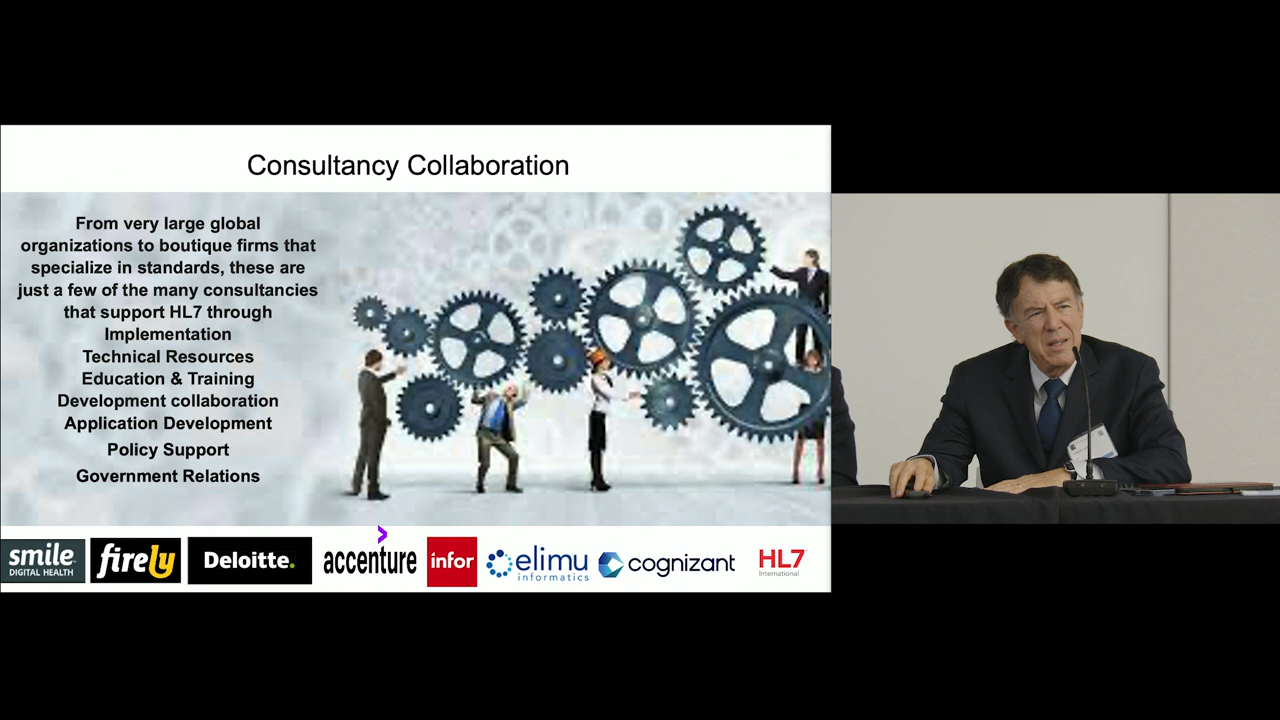 Consultancy Collaboration
From very large global
organizations to boutique firms that
specialize in standards, these are
just a few of the many consultancies
that support HL7 through
Implementation
Technical Resources
Education & Training
Development collaboration
Application Development
Policy Support
Government Relations
smile
DIGITAL HEALTH
firely
Deloitte.
accenture
infor
elimu
informatics
cognizant
HL7
International